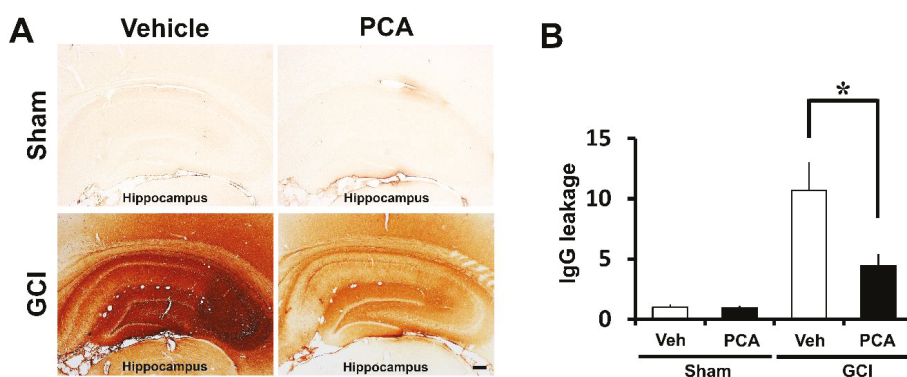 A
Vehicle
PCA
Sham
Hippocampus
Hippocampus
GCI
Hippocampus
Hippocampus
B
*
IgG leakage
15
10
5
0
Veh
PCA
Veh
PCA
Sham
GCI